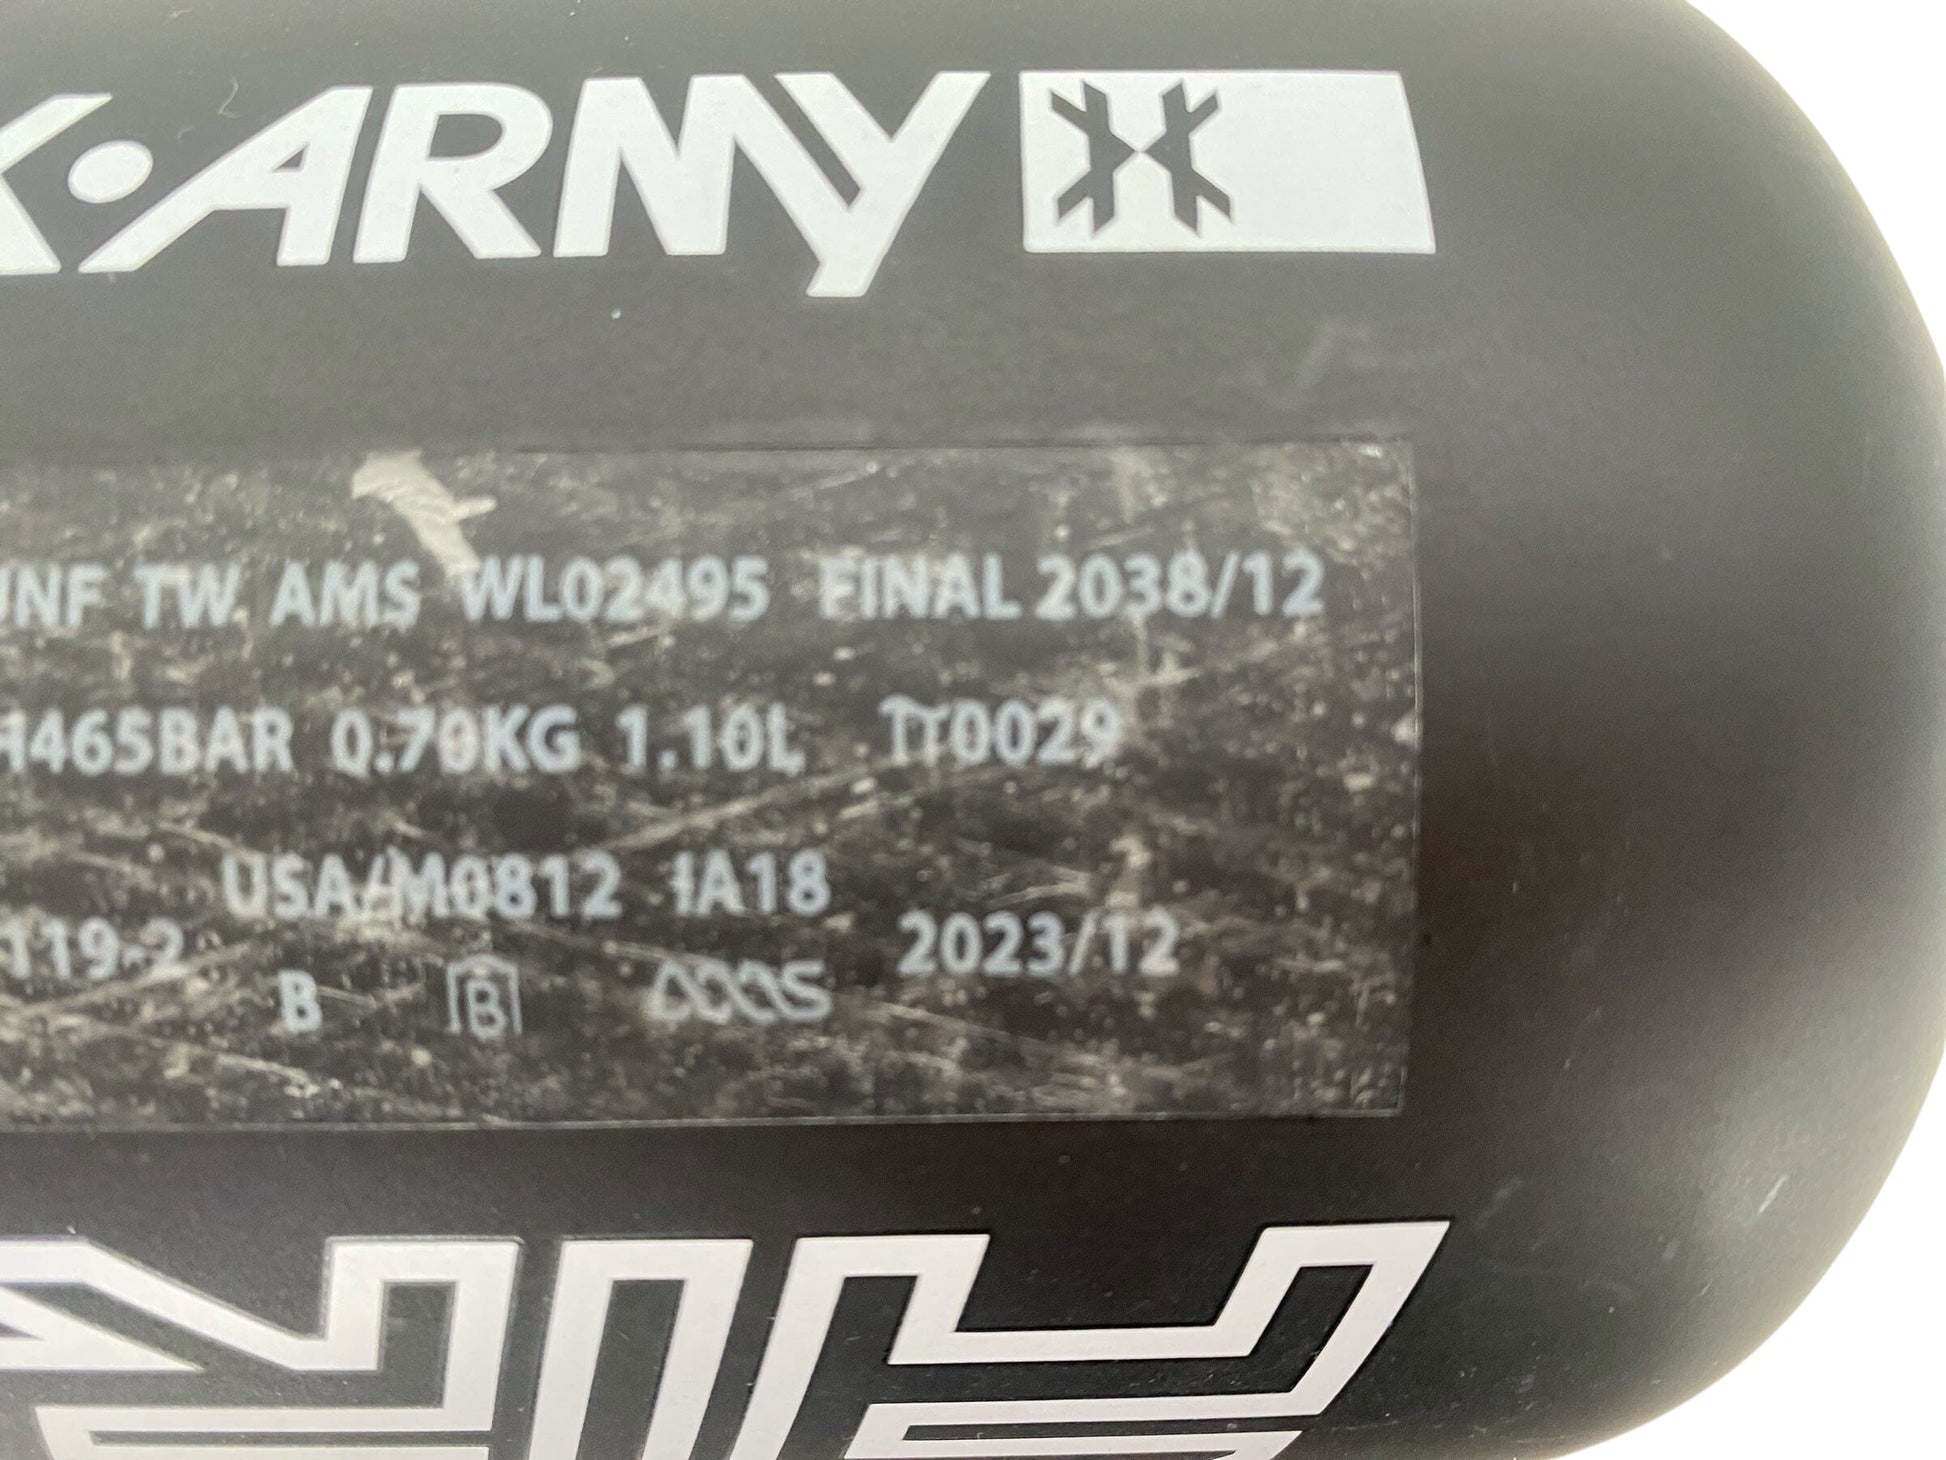 K•ARMY
UNF TW AMS WL02495 FINAL 2038/12
H465BAR 0.70KG 1.10L π0029
USA/M0812 IA18
119-2 2023/12
B B